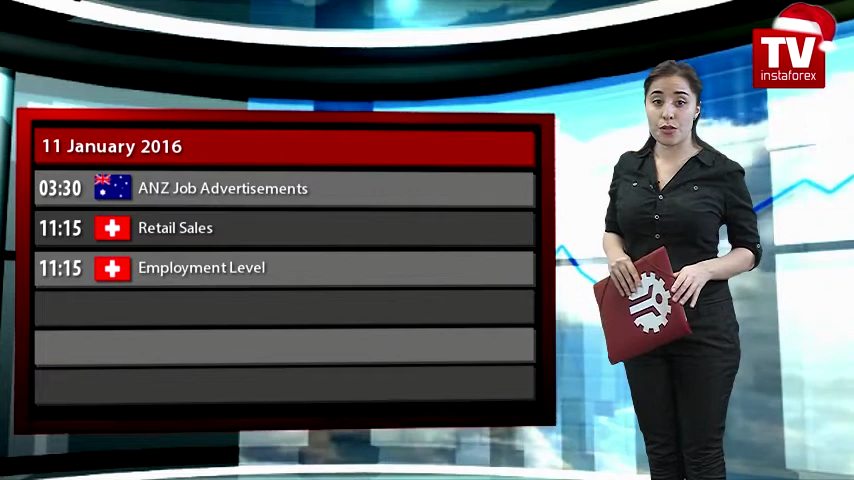 11 January 2016
03:30 ANZ Job Advertisements
11:15 Retail Sales
11:15 Employment Level
TV
instaforex